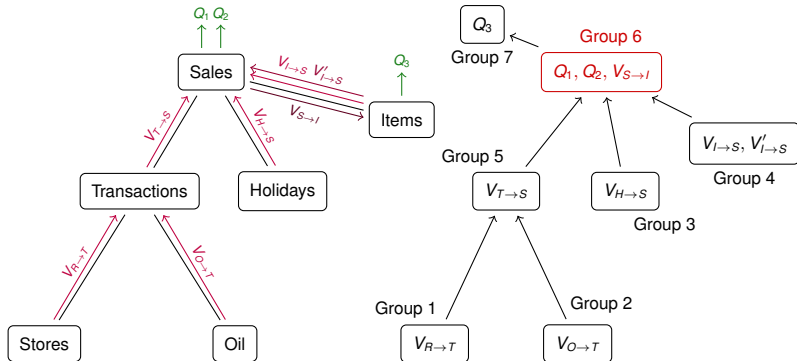 Q₁ Q₂
Sales
V_{I→S} V′_{I→S}
V_{S→I}
Q₃
Items
V_{T→S}
V_{H→S}
Transactions
Holidays
V_{R→T}
V_{O→T}
Stores
Oil
Q₃
Group 7
Group 6
Q₁, Q₂, V_{S→I}
V_{I→S}, V′_{I→S}
Group 4
Group 5
V_{T→S}
V_{H→S}
Group 3
Group 1
V_{R→T}
Group 2
V_{O→T}